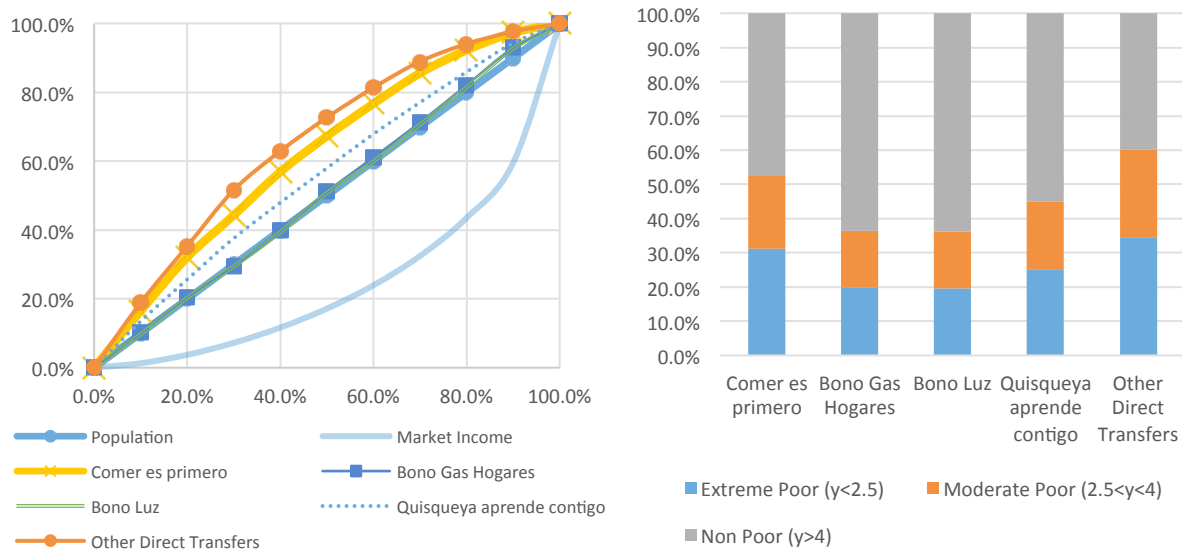 100.0%
80.0%
60.0%
40.0%
20.0%
0.0%
0.0% 20.0% 40.0% 60.0% 80.0% 100.0%
Population
Market Income
Comer es primero
Bono Gas Hogares
Bono Luz
Quisqueya aprende contigo
Other Direct Transfers
100.0%
90.0%
80.0%
70.0%
60.0%
50.0%
40.0%
30.0%
20.0%
10.0%
0.0%
Comer es
primero
Bono Gas
Hogares
Bono Luz
Quisqueya
aprende
contigo
Other
Direct
Transfers
Extreme Poor (y<2.5)
Moderate Poor (2.5<y<4)
Non Poor (y>4)